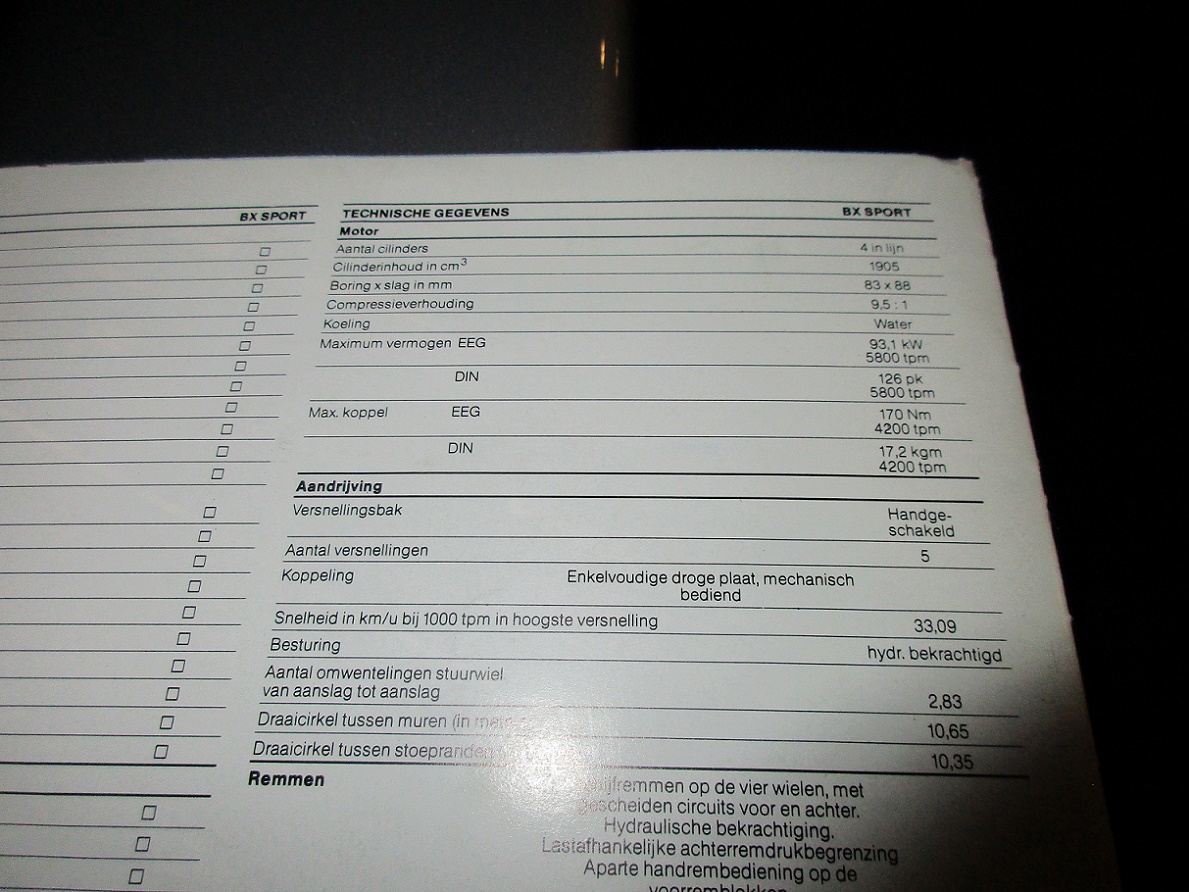 BX SPORT
TECHNISCHE GEGEVENS BX SPORT
Motor
Aantal cilinders 4 in lijn
Cilinderinhoud in cm³ 1905
Boring x slag in mm 83 x 88
Compressieverhouding 9,5 : 1
Koeling Water
Maximum vermogen EEG 93,1 kW
5800 tpm
DIN 126 pk
5800 tpm
Max. koppel EEG 170 Nm
4200 tpm
DIN 17,2 kgm
4200 tpm
Aandrijving
Versnellingsbak Handge-
schakeld
Aantal versnellingen 5
Koppeling Enkelvoudige droge plaat, mechanisch
bediend
Snelheid in km/u bij 1000 tpm in hoogste versnelling 33,09
Besturing hydr. bekrachtigd
Aantal omwentelingen stuurwiel
van aanslag tot aanslag 2,83
Draaicirkel tussen muren (in 10,65
Draaicirkel tussen stoepranden 10,35
Remmen op de vier wielen, met
gescheiden circuits voor en achter.
Hydraulische bekrachtiging.
Lastafhankelijke achterremdrukbegrenzing
Aparte handrembediening op de
voorremblokken